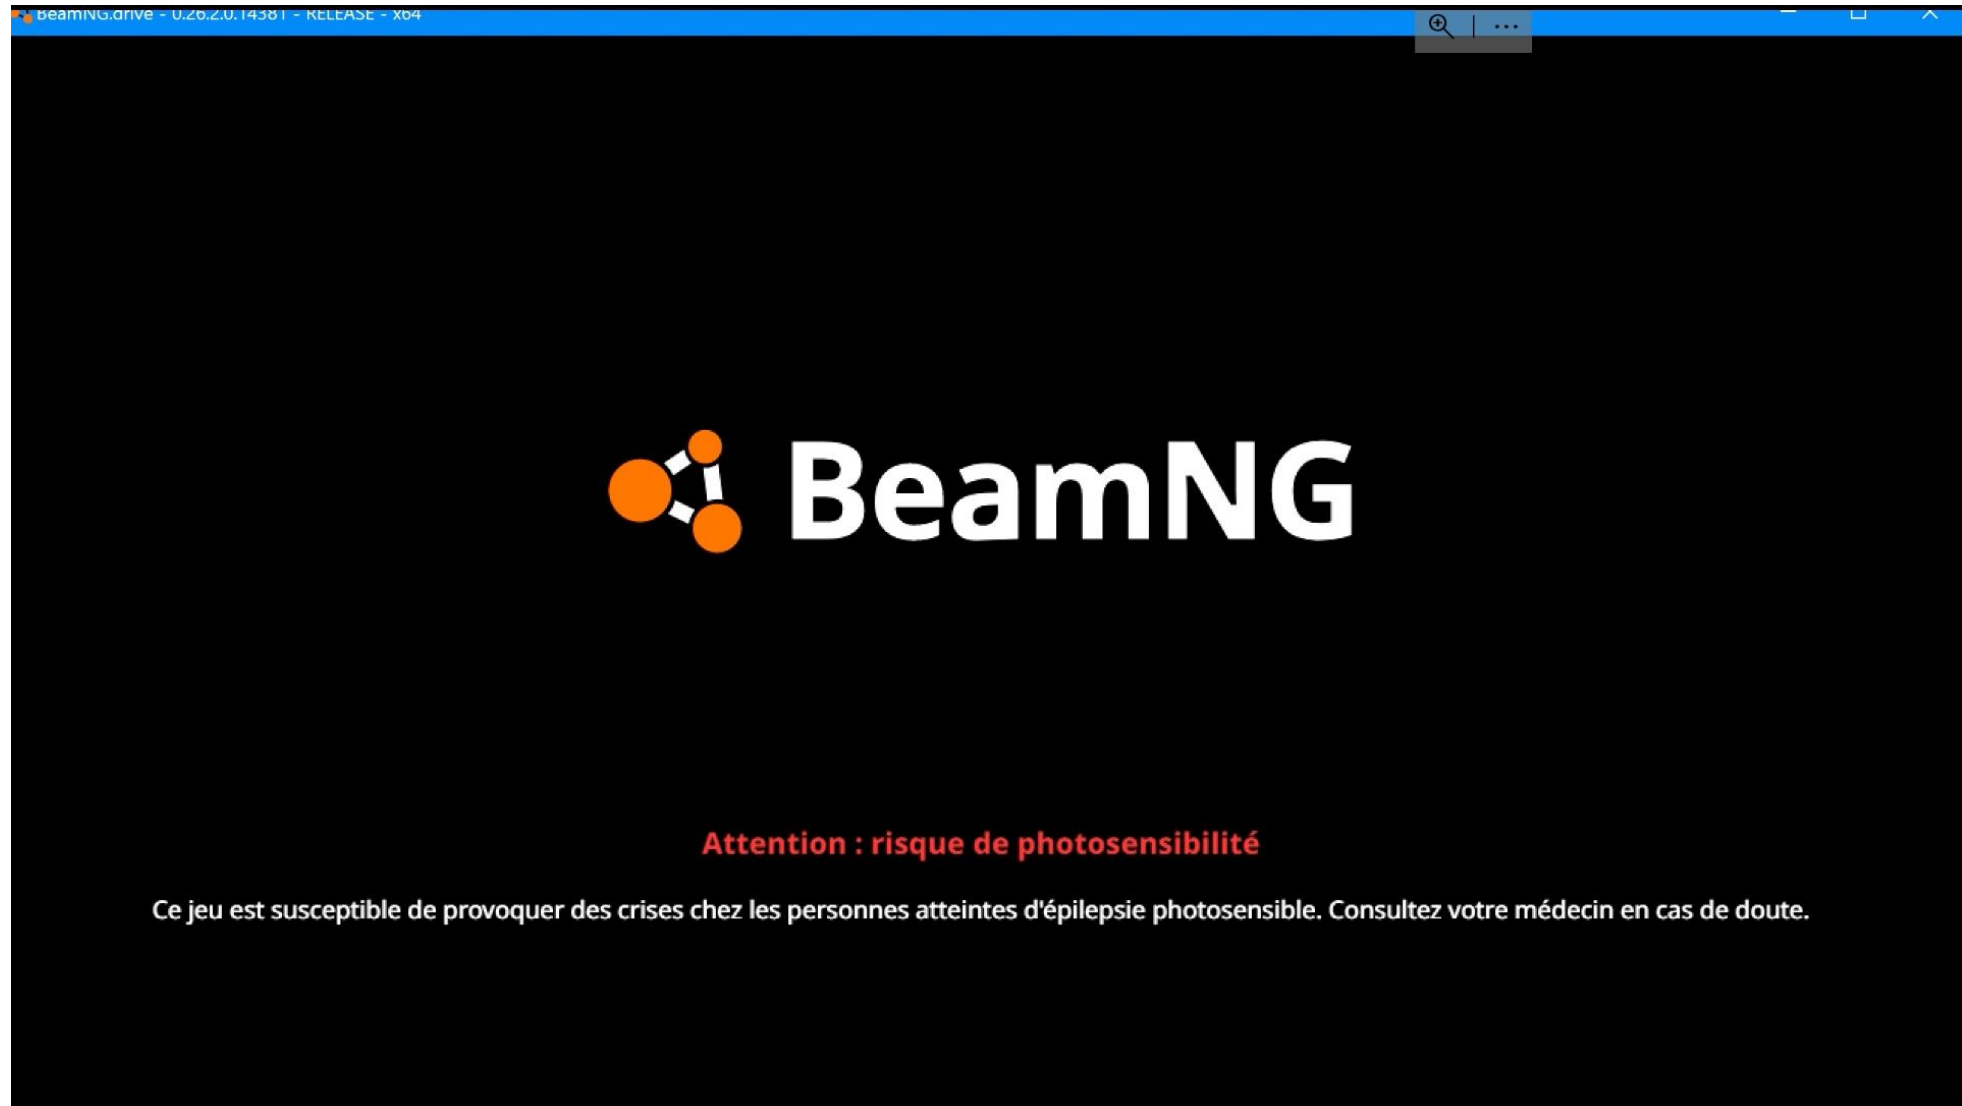 BeamNG.drive - 0.26.2.0.14381 - RELEASE - x64
BeamNG
Attention : risque de photosensibilité
Ce jeu est susceptible de provoquer des crises chez les personnes atteintes d'épilepsie photosensible. Consultez votre médecin en cas de doute.